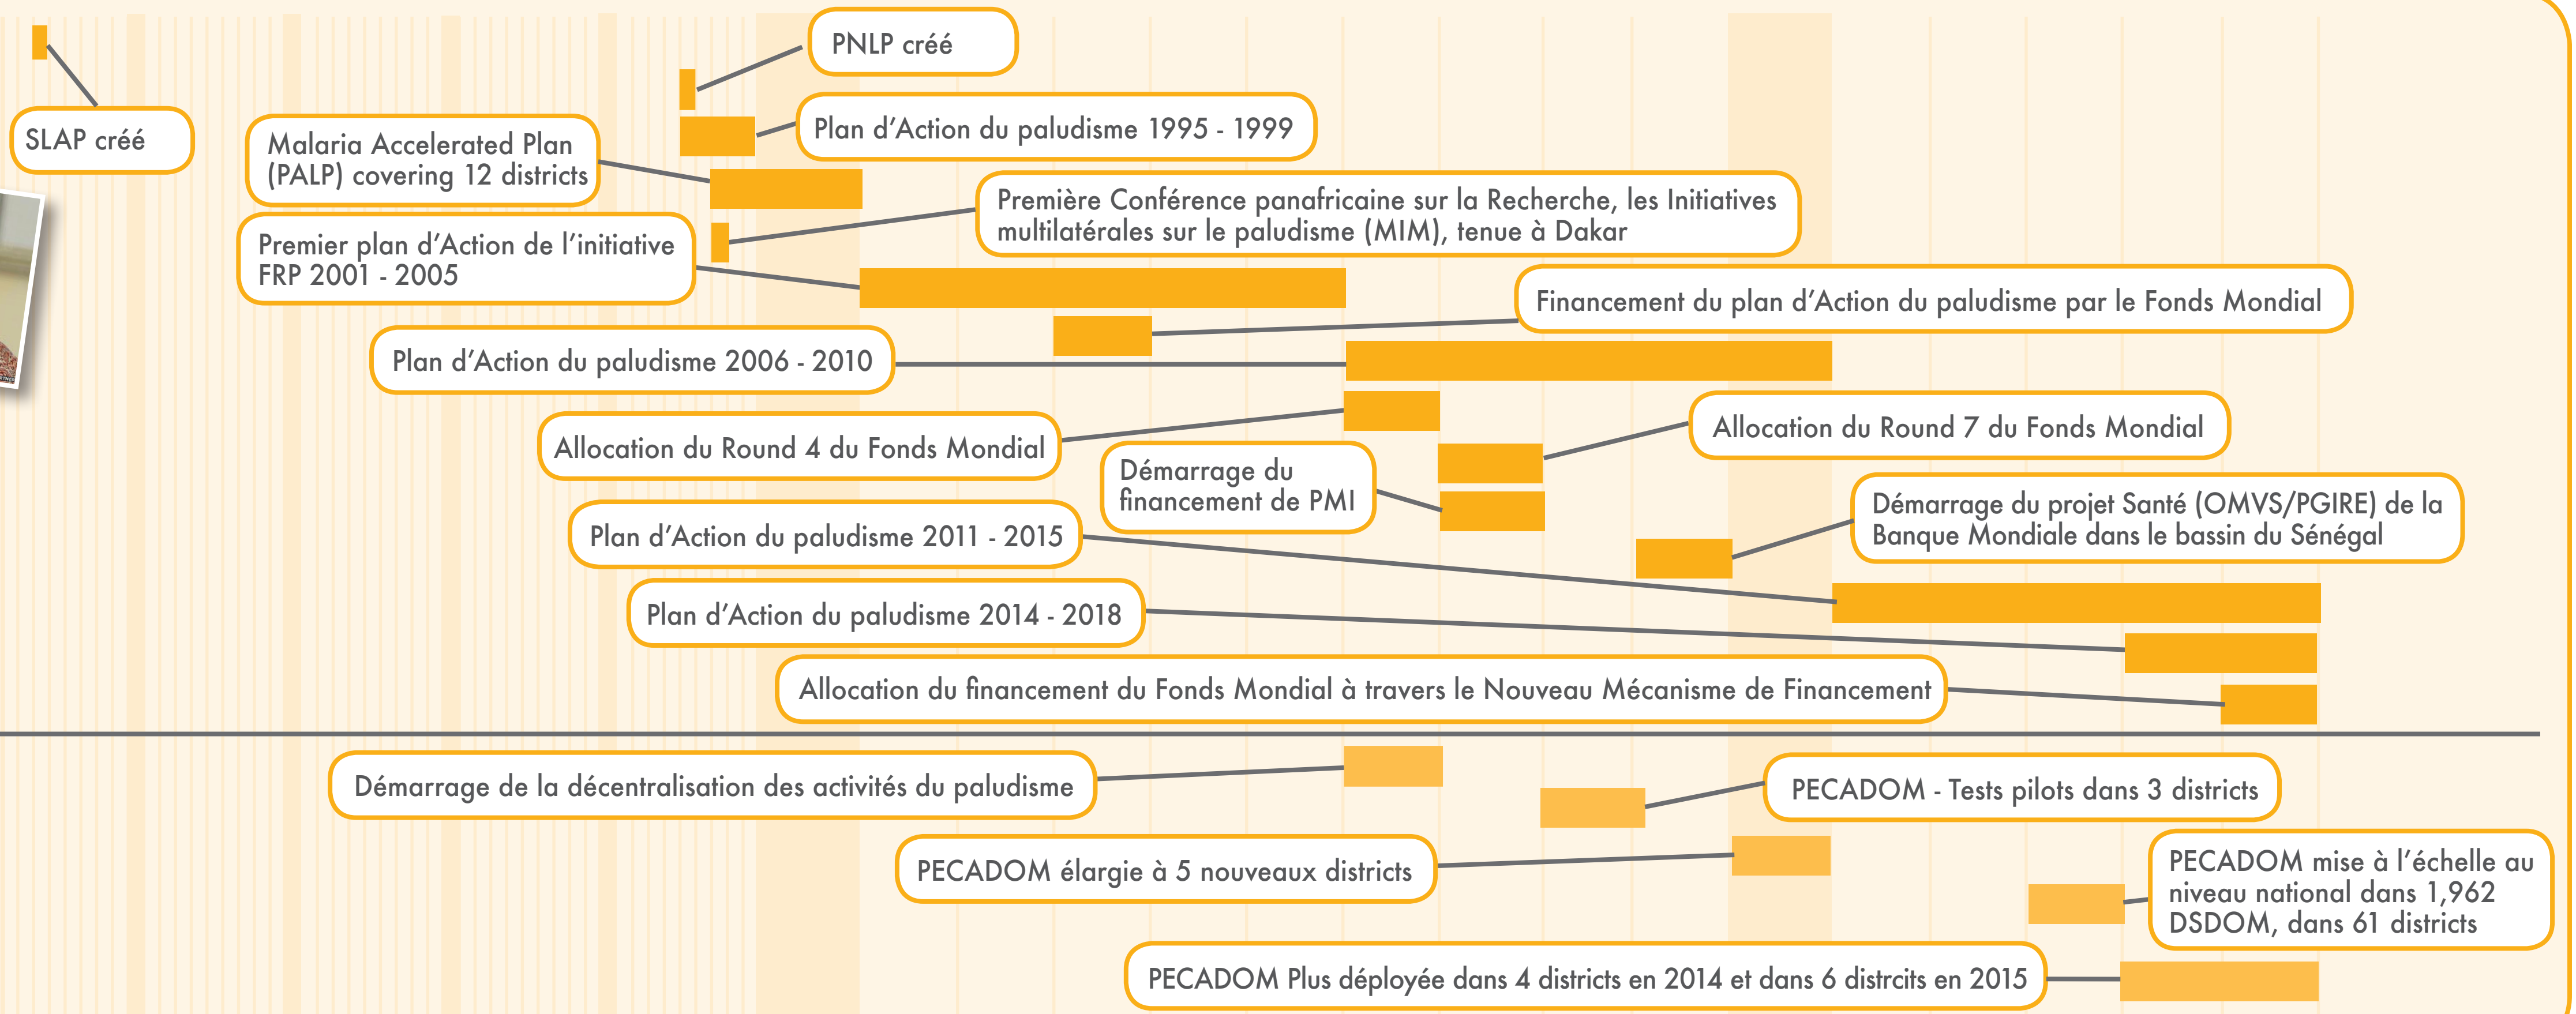 PNLP créé
SLAP créé
Plan d’Action du paludisme 1995 - 1999
Malaria Accelerated Plan
(PALP) covering 12 districts
Première Conférence panafricaine sur la Recherche, les Initiatives
multilatérales sur le paludisme (MIM), tenue à Dakar
Premier plan d’Action de l’initiative
FRP 2001 - 2005
Financement du plan d’Action du paludisme par le Fonds Mondial
Plan d’Action du paludisme 2006 - 2010
Allocation du Round 4 du Fonds Mondial
Allocation du Round 7 du Fonds Mondial
Démarrage du
financement de PMI
Démarrage du projet Santé (OMVS/PGIRE) de la
Banque Mondiale dans le bassin du Sénégal
Plan d’Action du paludisme 2011 - 2015
Plan d’Action du paludisme 2014 - 2018
Allocation du financement du Fonds Mondial à travers le Nouveau Mécanisme de Financement
Démarrage de la décentralisation des activités du paludisme
PECADOM - Tests pilots dans 3 districts
PECADOM élargie à 5 nouveaux districts
PECADOM mise à l’échelle au
niveau national dans 1,962
DSDOM, dans 61 districts
PECADOM Plus déployée dans 4 districts en 2014 et dans 6 distrcits en 2015